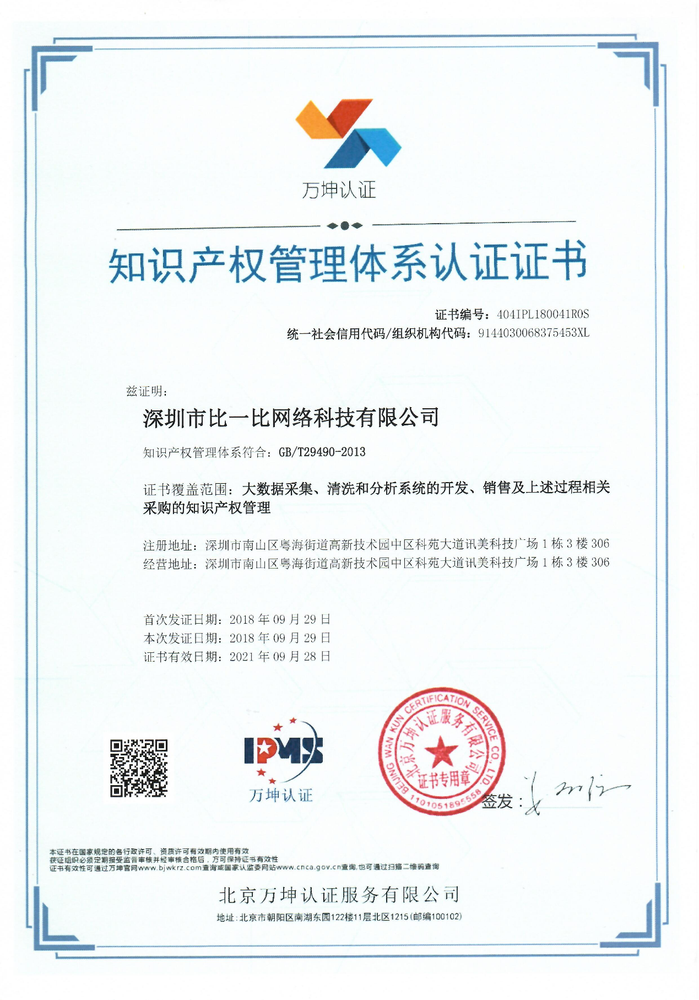 万坤认证
知识产权管理体系认证证书
证书编号：404IPL180041R0S
统一社会信用代码/组织机构代码：9144030068375453XL
兹证明：
深圳市比一比网络科技有限公司
知识产权管理体系符合：GB/T29490-2013
证书覆盖范围：大数据采集、清洗和分析系统的开发、销售及上述过程相关
采购的知识产权管理
注册地址：深圳市南山区粤海街道高新技术园中区科苑大道讯美科技广场 1 栋 3 楼 306
经营地址：深圳市南山区粤海街道高新技术园中区科苑大道讯美科技广场 1 栋 3 楼 306
首次发证日期：2018 年 09 月 29 日
本次发证日期：2018 年 09 月 29 日
证书有效日期：2021 年 09 月 28 日
IPMS
万坤认证
BEIJING WAN KUN CERTIFICATION SERVICE CO., LTD.
北京万坤认证服务有限公司
证书专用章
1101051895558
签发：
本证书在国家规定的各行政许可、资质许可有效期内使用有效
获证组织必须定期接受监督审核并经审核合格后，方可保持证书有效性
证书有效性可通过万坤官网www.bjwkrz.com查询或国家认监委网站www.cnca.gov.cn查询,也可通过扫描二维码查询
北京万坤认证服务有限公司
地址:北京市朝阳区南湖东园122楼11层北区1215(邮编100102)